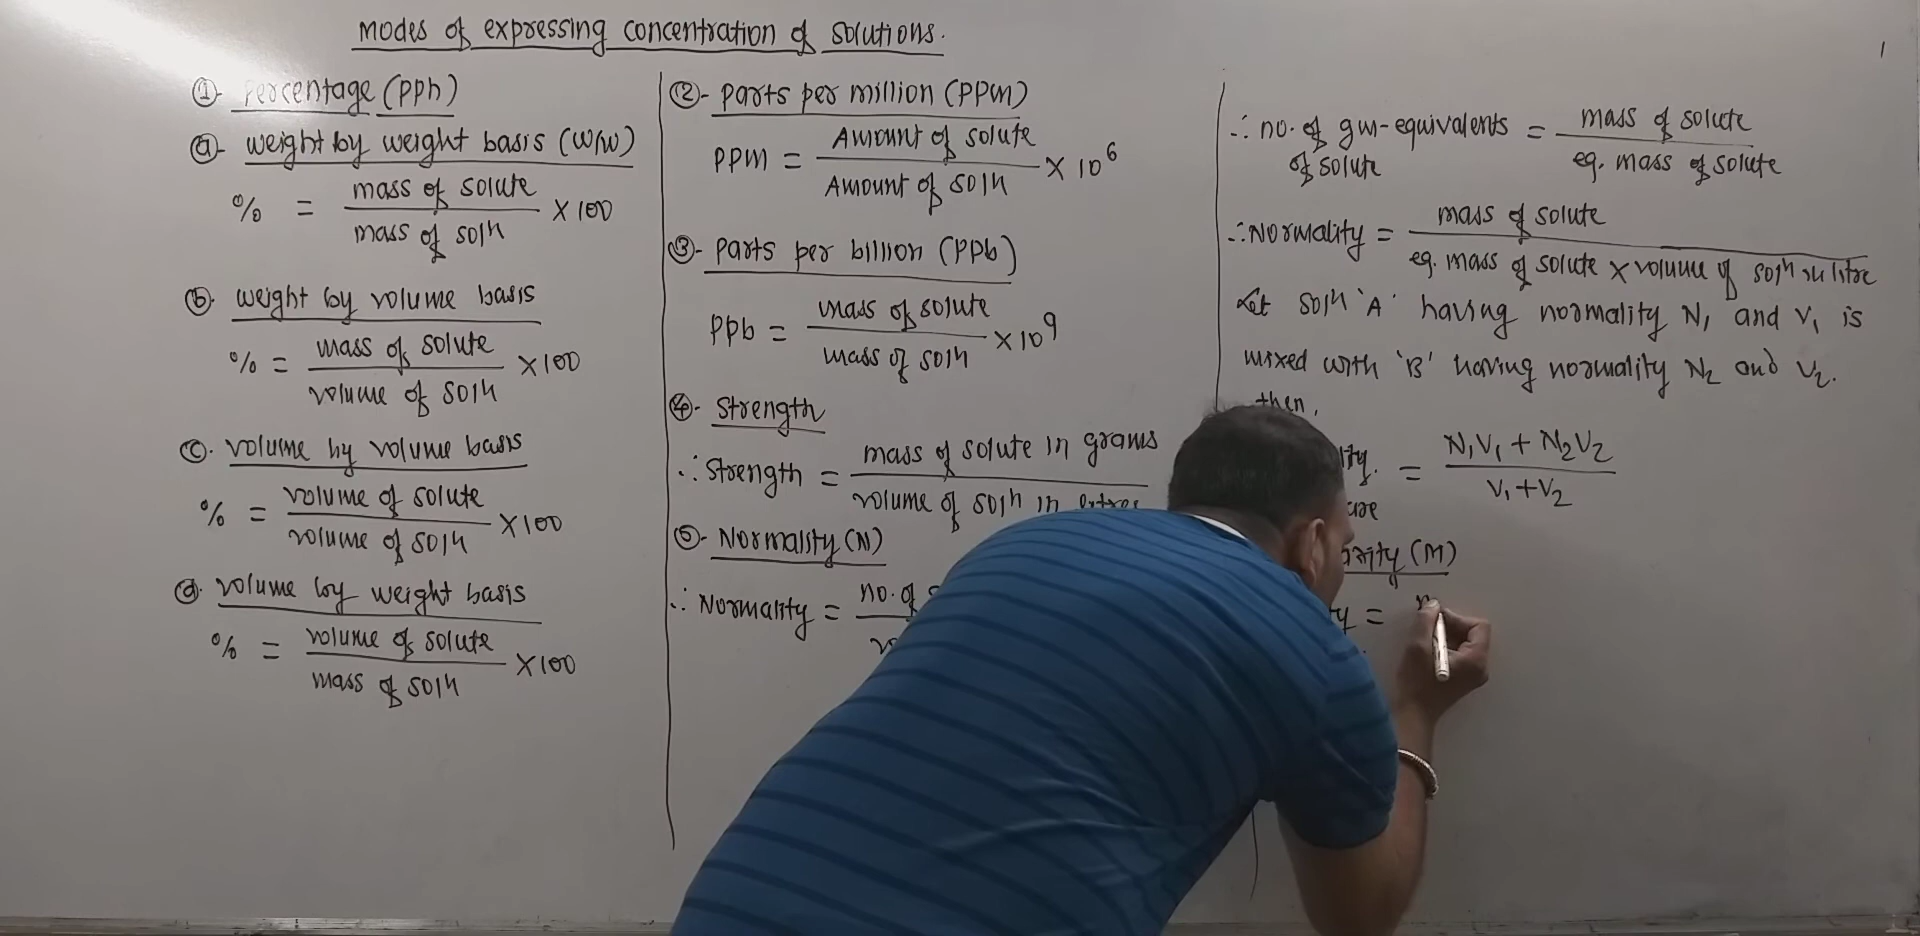 modes of expressing concentration of solutions.
①- Percentage (PPh)
ⓐ- weight by weight basis (W/W)
% = mass of solute / mass of soln × 100
ⓑ. weight by volume basis
% = mass of solute / volume of soln × 100
ⓒ. volume by volume basis
% = volume of solute / volume of soln × 100
ⓓ. volume by weight basis
% = volume of solute / mass of soln × 100
②- Parts per million (PPM)
PPM = Amount of solute / Amount of soln × 10⁶
③- Parts per billion (PPb)
PPb = mass of solute / mass of soln × 10⁹
④- Strength
∴ Strength = mass of solute in grams / volume of soln in litres
⑤- Normality (N)
∴ Normality = no. of
∴ no. of gm-equivalents of solute = mass of solute / eq. mass of solute
∴ Normality = mass of solute / eq. mass of solute × volume of soln in litre
Let soln 'A' having normality N₁ and V₁ is
mixed with 'B' having normality N₂ and V₂.
then,
= N₁V₁ + N₂V₂ / V₁ + V₂
(M)
=
1